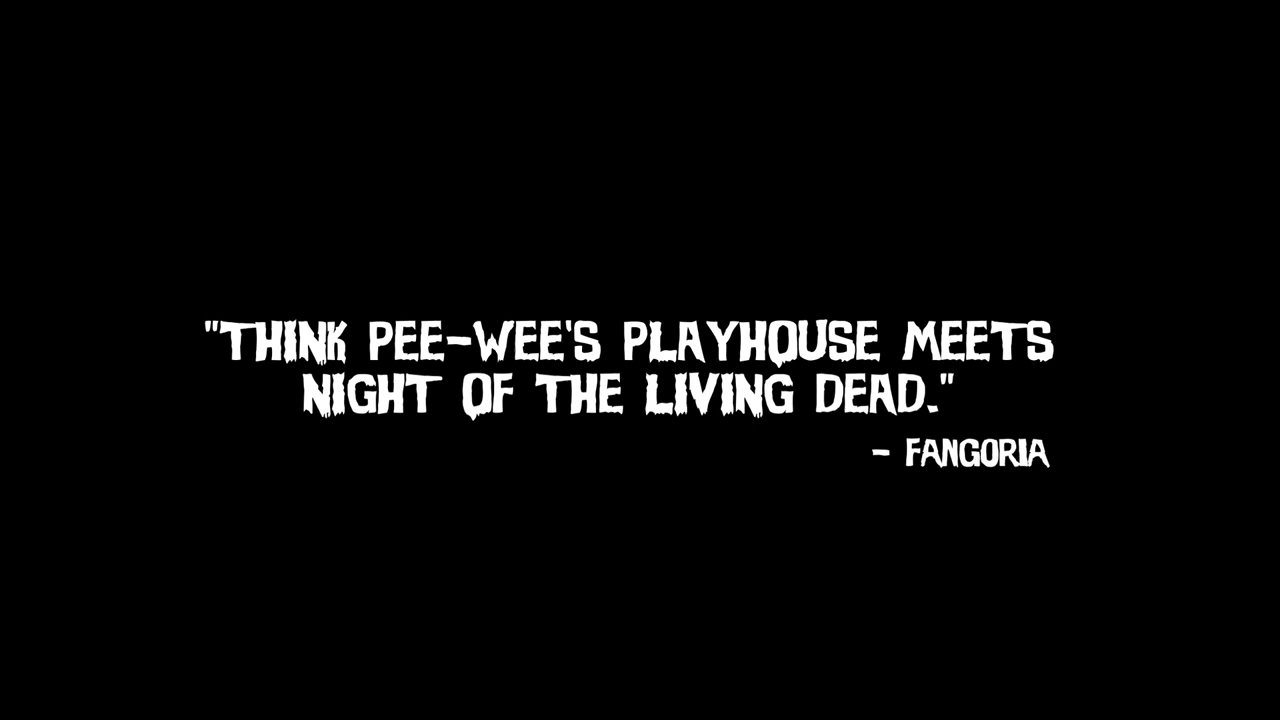 "THINK PEE-WEE'S PLAYHOUSE MEETS
NIGHT OF THE LIVING DEAD."
- FANGORIA